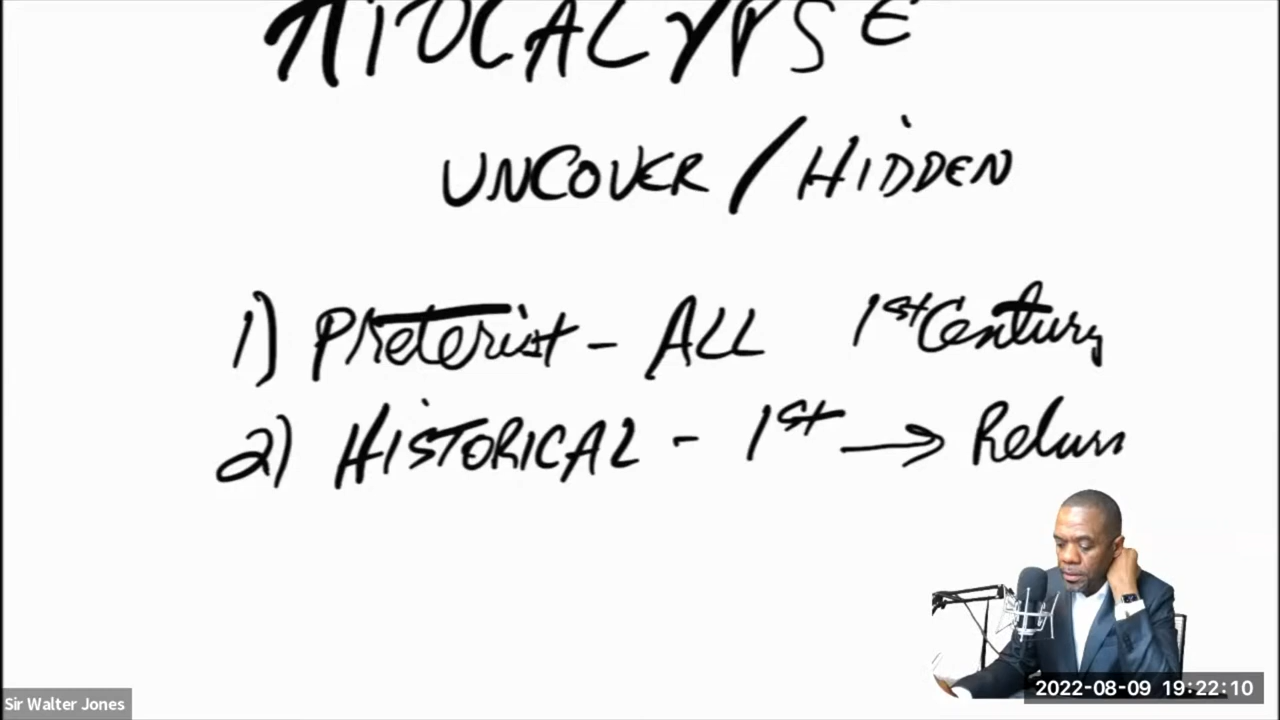 APOCALYPSE
UNCOVER / HIDDEN
1) Preterist - ALL 1st Century
2) HISTORICAL - 1st → Return
Sir Walter Jones
2022-08-09 19:22:10